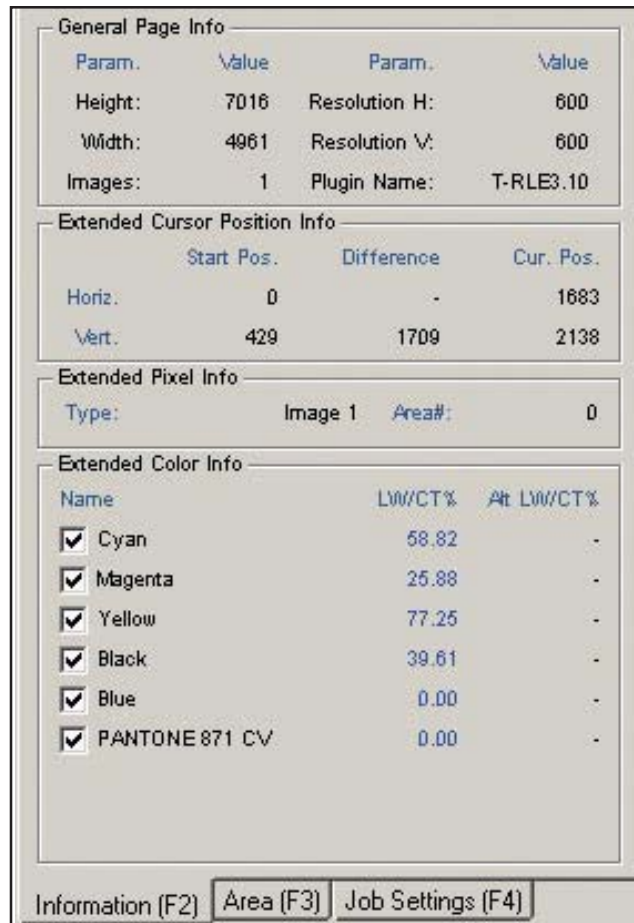 General Page Info
Param. Value Param. Value
Height: 7016 Resolution H: 600
Width: 4961 Resolution V: 600
Images: 1 Plugin Name: T-RLE3.10
Extended Cursor Position Info
Start Pos. Difference Cur. Pos.
Horiz. 0 - 1683
Vert. 429 1709 2138
Extended Pixel Info
Type: Image 1 Area#: 0
Extended Color Info
Name LW/CT% Alt LW/CT%
Cyan 58.82 -
Magenta 25.88 -
Yellow 77.25 -
Black 39.61 -
Blue 0.00 -
PANTONE 871 CV 0.00 -
Information (F2) Area (F3) Job Settings (F4)